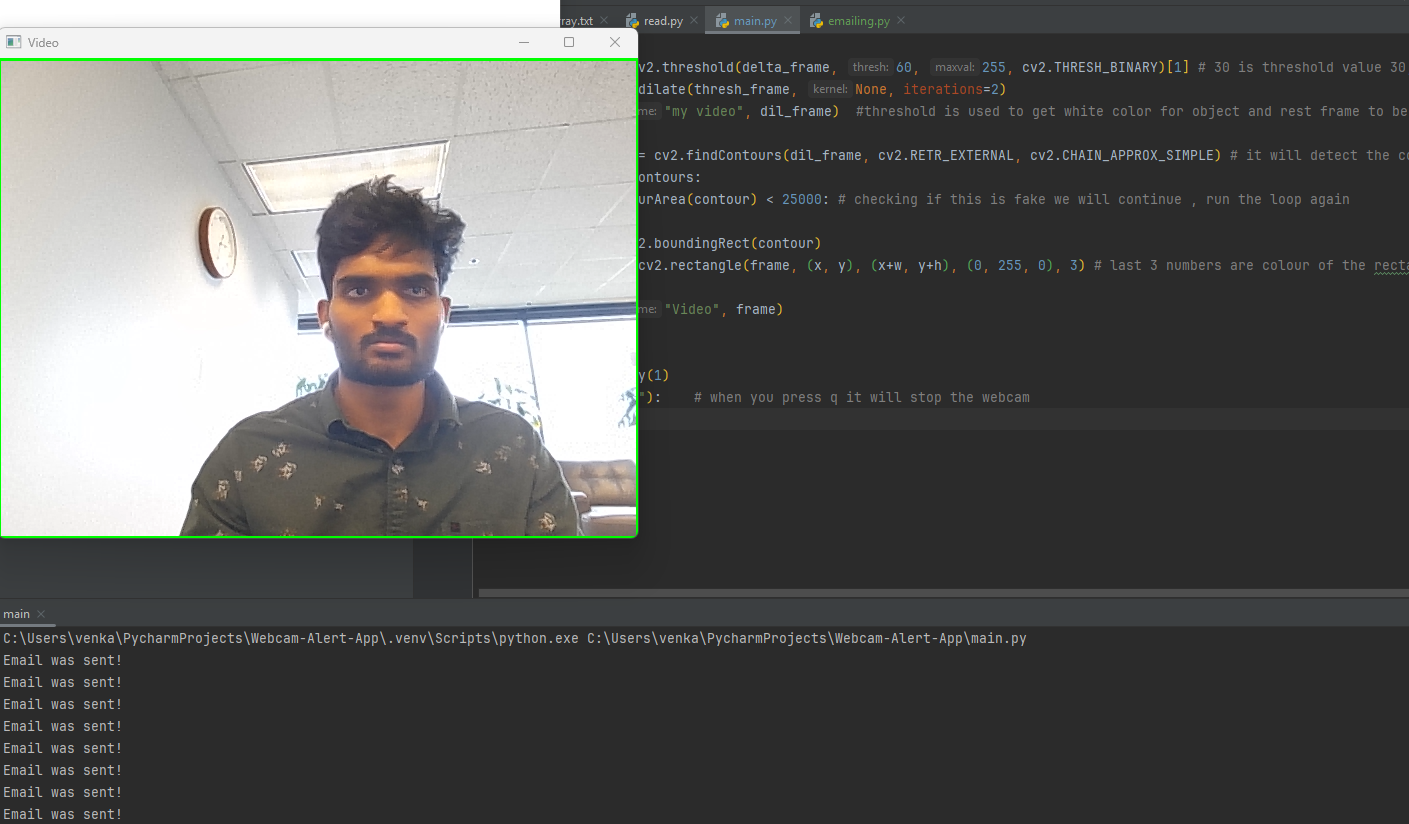 rray.txt read.py main.py emailing.py
Video
v2.threshold(delta_frame, thresh: 60, maxval: 255, cv2.THRESH_BINARY)[1] # 30 is threshold value 30
dilate(thresh_frame, kernel: None, iterations=2)
me: "my video", dil_frame) #threshold is used to get white color for object and rest frame to be
= cv2.findContours(dil_frame, cv2.RETR_EXTERNAL, cv2.CHAIN_APPROX_SIMPLE) # it will detect the co
ontours:
urArea(contour) < 25000: # checking if this is fake we will continue , run the loop again
2.boundingRect(contour)
cv2.rectangle(frame, (x, y), (x+w, y+h), (0, 255, 0), 3) # last 3 numbers are colour of the recta
me: "Video", frame)
y(1)
"): # when you press q it will stop the webcam
main
C:\Users\venka\PycharmProjects\Webcam-Alert-App\.venv\Scripts\python.exe C:\Users\venka\PycharmProjects\Webcam-Alert-App\main.py
Email was sent!
Email was sent!
Email was sent!
Email was sent!
Email was sent!
Email was sent!
Email was sent!
Email was sent!